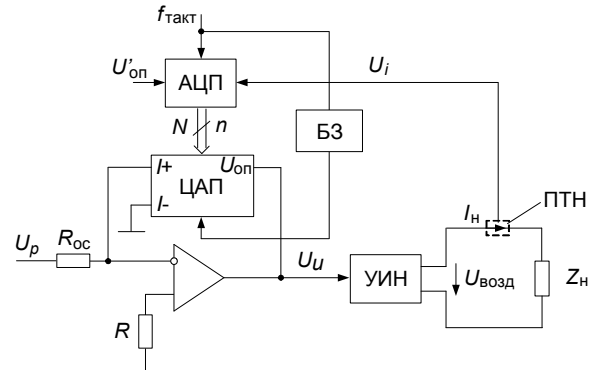 fтакт
U'оп
АЦП
Ui
N
n
БЗ
I+
Uоп
ЦАП
I-
ПТН
Iн
Up
Rос
Uu
УИН
Uвозд
Zн
R